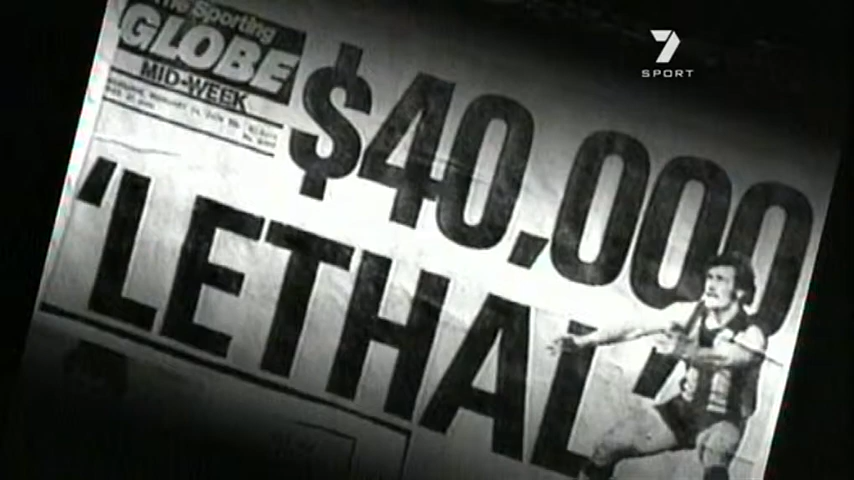 The Sporting
GLOBE
MID-WEEK
$40,000
'LETHAL'
7
SPORT